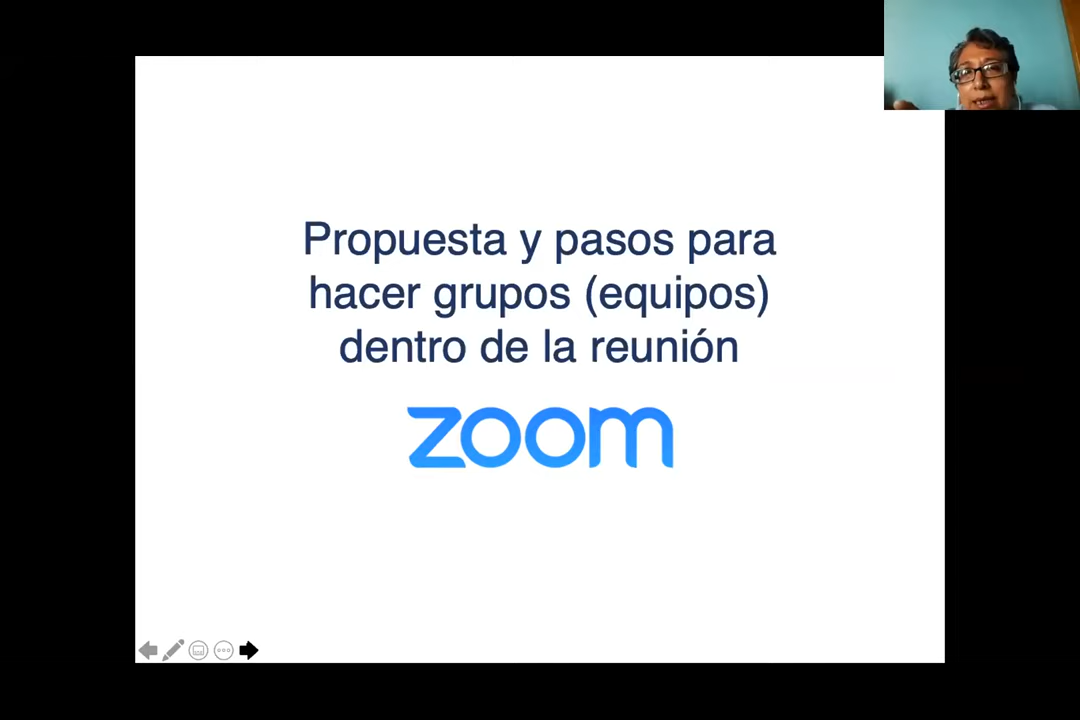 Propuesta y pasos para
hacer grupos (equipos)
dentro de la reunión
zoom